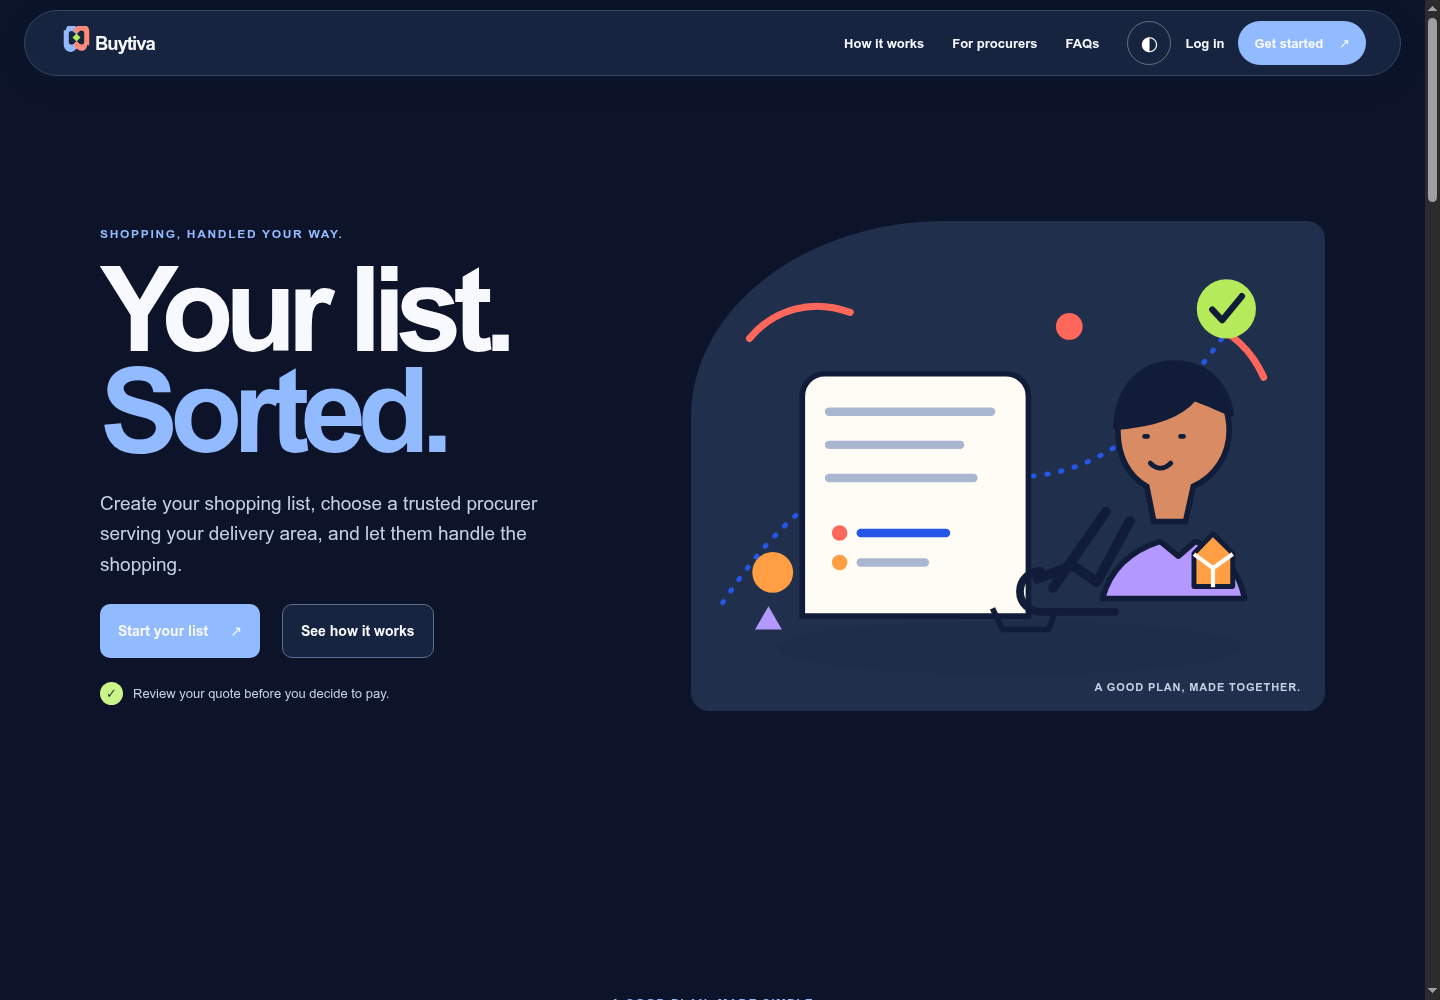 Buytiva
How it works
For procurers
FAQs
Log in
Get started ↗
SHOPPING, HANDLED YOUR WAY.
Your list.
Sorted.
Create your shopping list, choose a trusted procurer
serving your delivery area, and let them handle the
shopping.
Start your list ↗
See how it works
✓ Review your quote before you decide to pay.
A GOOD PLAN, MADE TOGETHER.